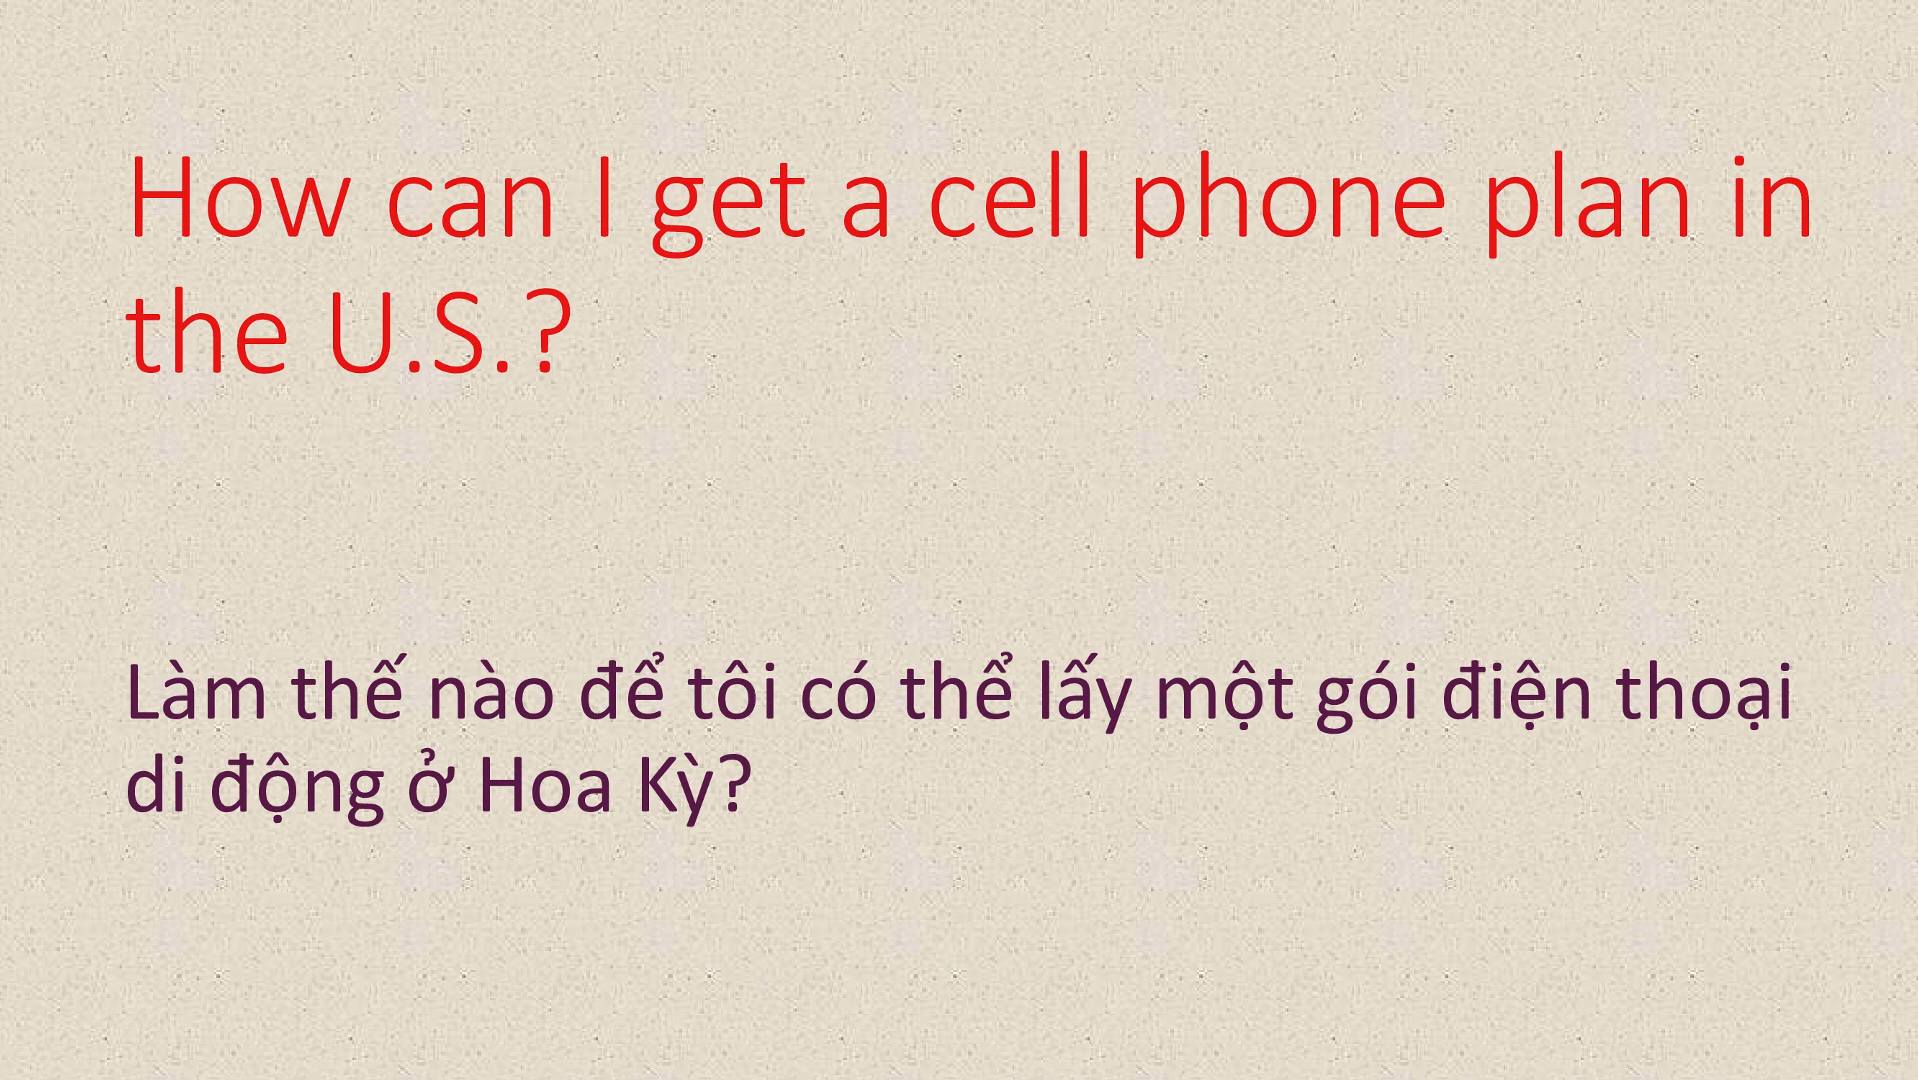 How can I get a cell phone plan in
the U.S.?
Làm thế nào để tôi có thể lấy một gói điện thoại
di động ở Hoa Kỳ?